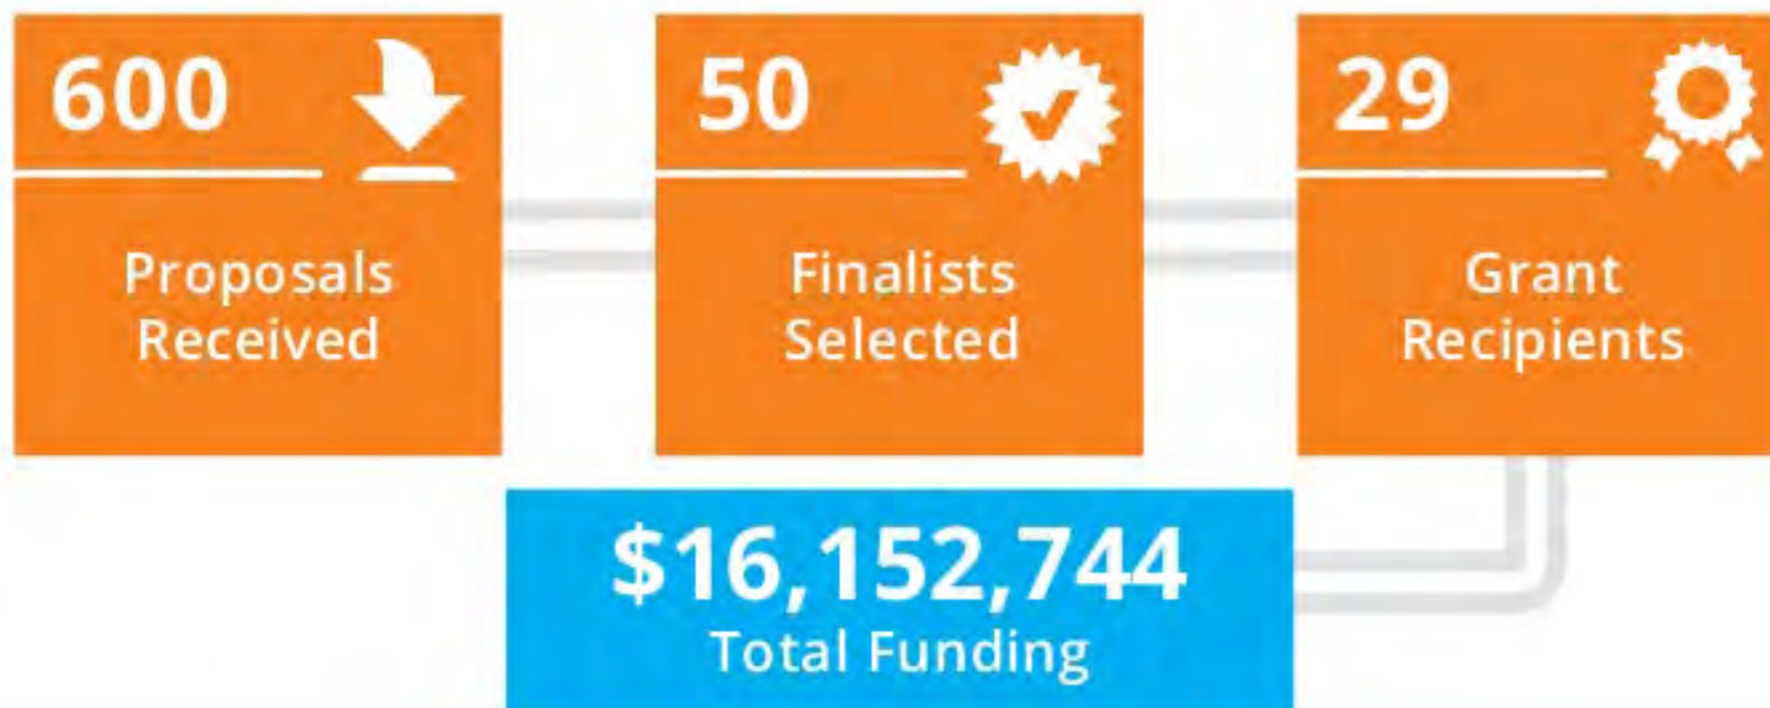 600
Proposals
Received
50
Finalists
Selected
29
Grant
Recipients
$16,152,744
Total Funding